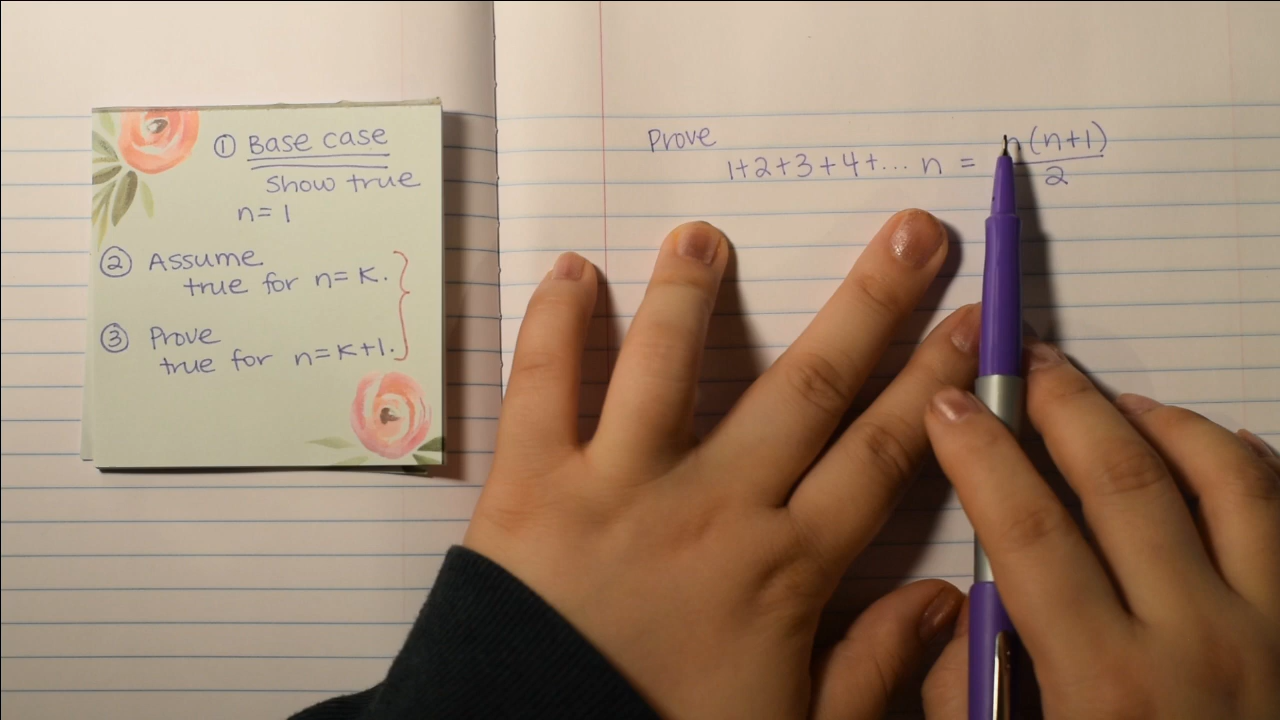 ① Base case
Show true
n=1
② Assume
true for n=k.
③ Prove
true for n=k+1.
Prove
1+2+3+4+... n = n(n+1)
2